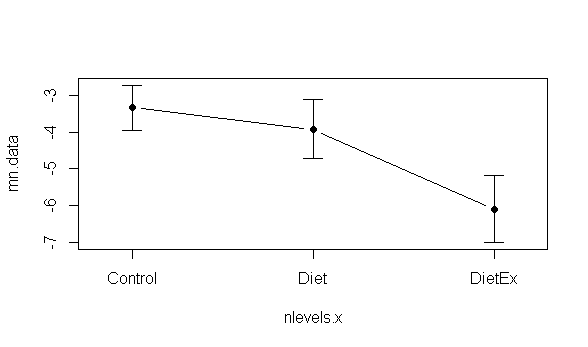 mn.data
-3
-4
-5
-6
-7
Control Diet DietEx
nlevels.x